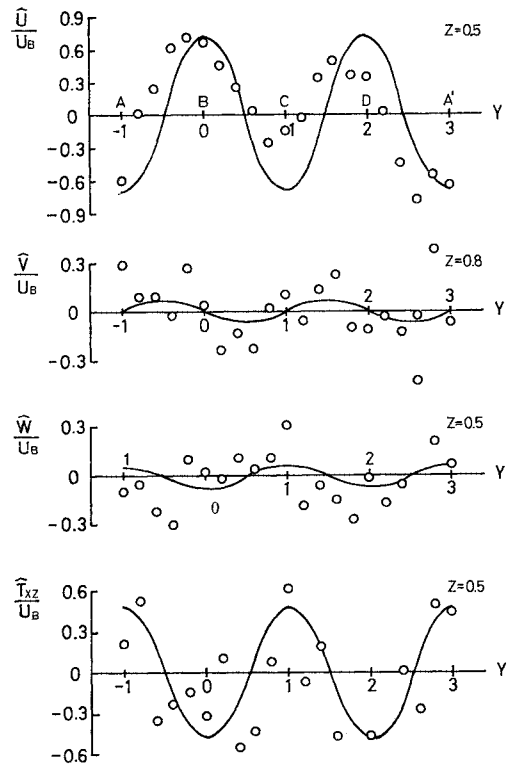 Û/U_B
Z=0.5
0.9
0.6
0.3
0
-0.3
-0.6
-0.9
A B C D A'
-1 0 1 2 3 Y
V̂/U_B
Z=0.8
0.3
0
-0.3
-1 0 1 2 3 Y
Ŵ/U_B
Z=0.5
0.3
0
-0.3
1 0 1 2 3 Y
T̂_XZ/U_B
Z=0.5
0.6
0.3
0
-0.3
-0.6
-1 0 1 2 3 Y